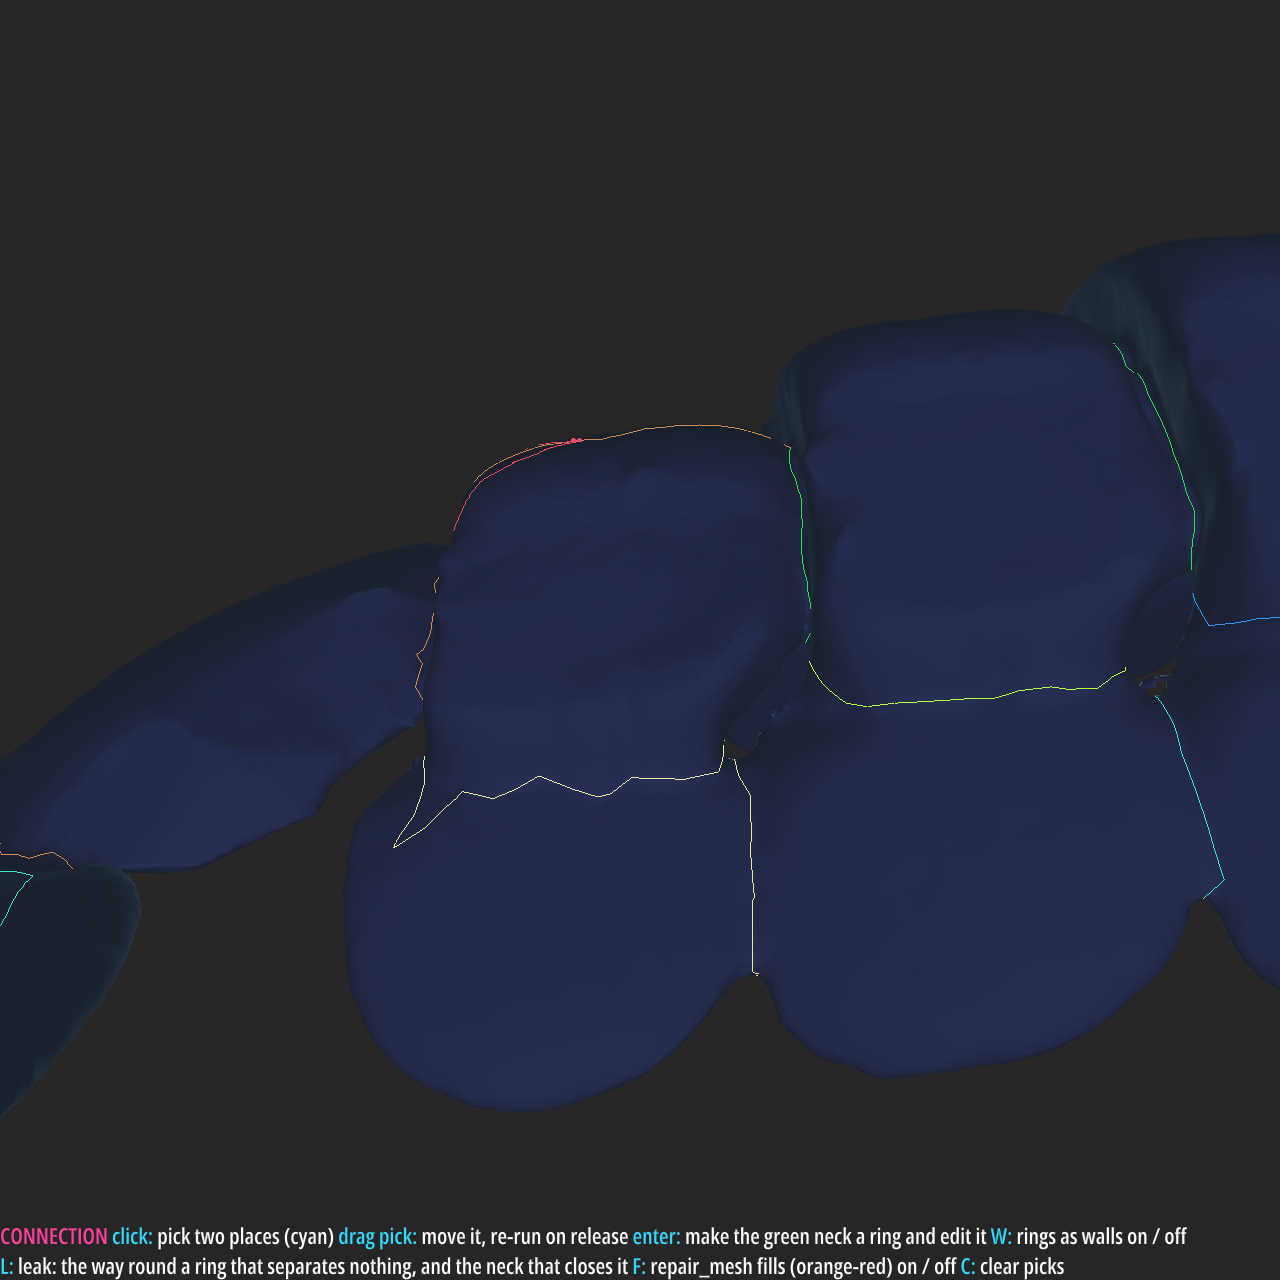 CONNECTION click: pick two places (cyan) drag pick: move it, re-run on release enter: make the green neck a ring and edit it W: rings as walls on / off
L: leak: the way round a ring that separates nothing, and the neck that closes it F: repair_mesh fills (orange-red) on / off C: clear picks